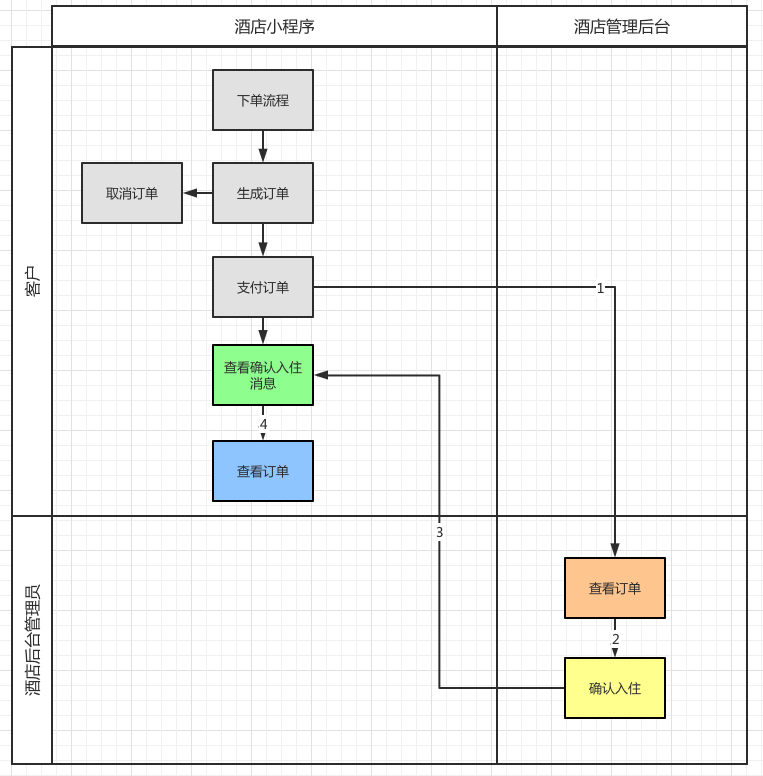 酒店小程序
酒店管理后台
客户
下单流程
取消订单
生成订单
支付订单
1
查看确认入住
消息
4
查看订单
3
酒店后台管理员
查看订单
2
确认入住